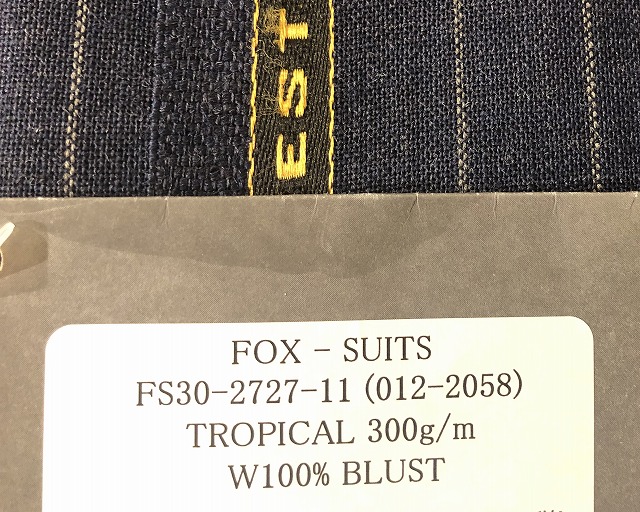 EST
FOX - SUITS
FS30-2727-11 (012-2058)
TROPICAL 300g/m
W100% BLUST